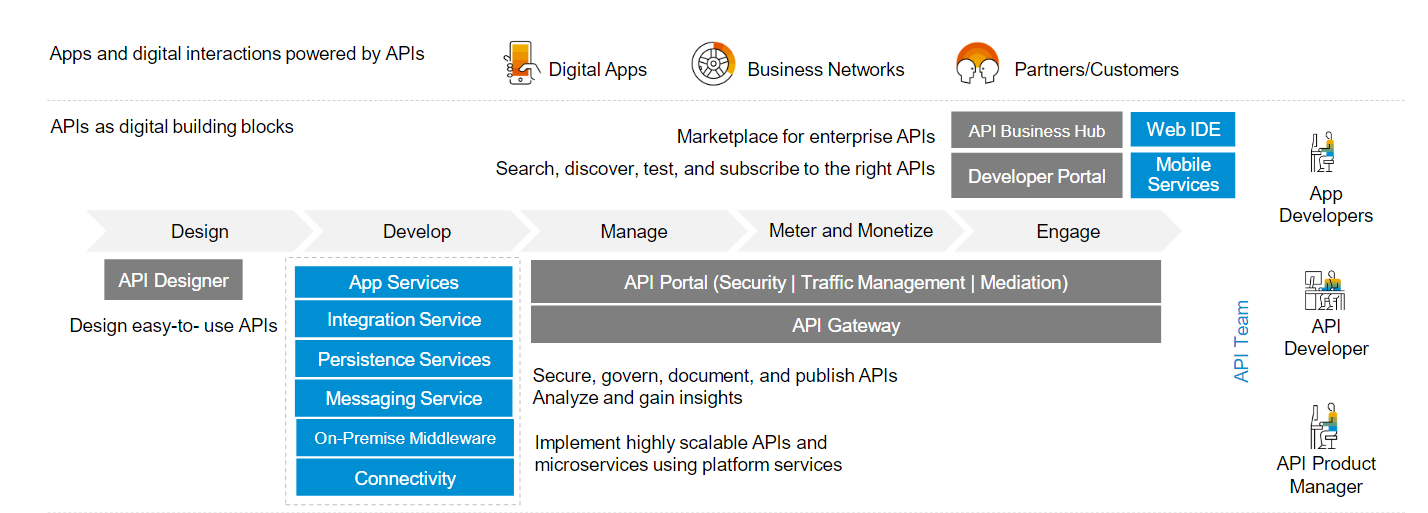 Apps and digital interactions powered by APIs
Digital Apps
Business Networks
Partners/Customers
APIs as digital building blocks
Marketplace for enterprise APIs
API Business Hub
Web IDE
Search, discover, test, and subscribe to the right APIs
Developer Portal
Mobile
Services
App
Developers
Design
Develop
Manage
Meter and Monetize
Engage
API Designer
Design easy-to- use APIs
App Services
Integration Service
Persistence Services
Messaging Service
On-Premise Middleware
Connectivity
API Portal (Security | Traffic Management | Mediation)
API Gateway
Secure, govern, document, and publish APIs
Analyze and gain insights
Implement highly scalable APIs and
microservices using platform services
API Team
API
Developer
API Product
Manager